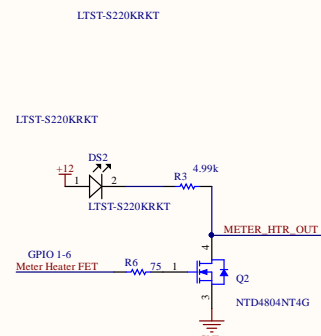 LTST-S220KRKT
LTST-S220KRKT
DS2
+12
1
2
R3
4.99k
LTST-S220KRKT
METER_HTR_OUT
4
GPIO 1-6
Meter Heater FET
R6
75
1
Q2
3
NTD4804NT4G